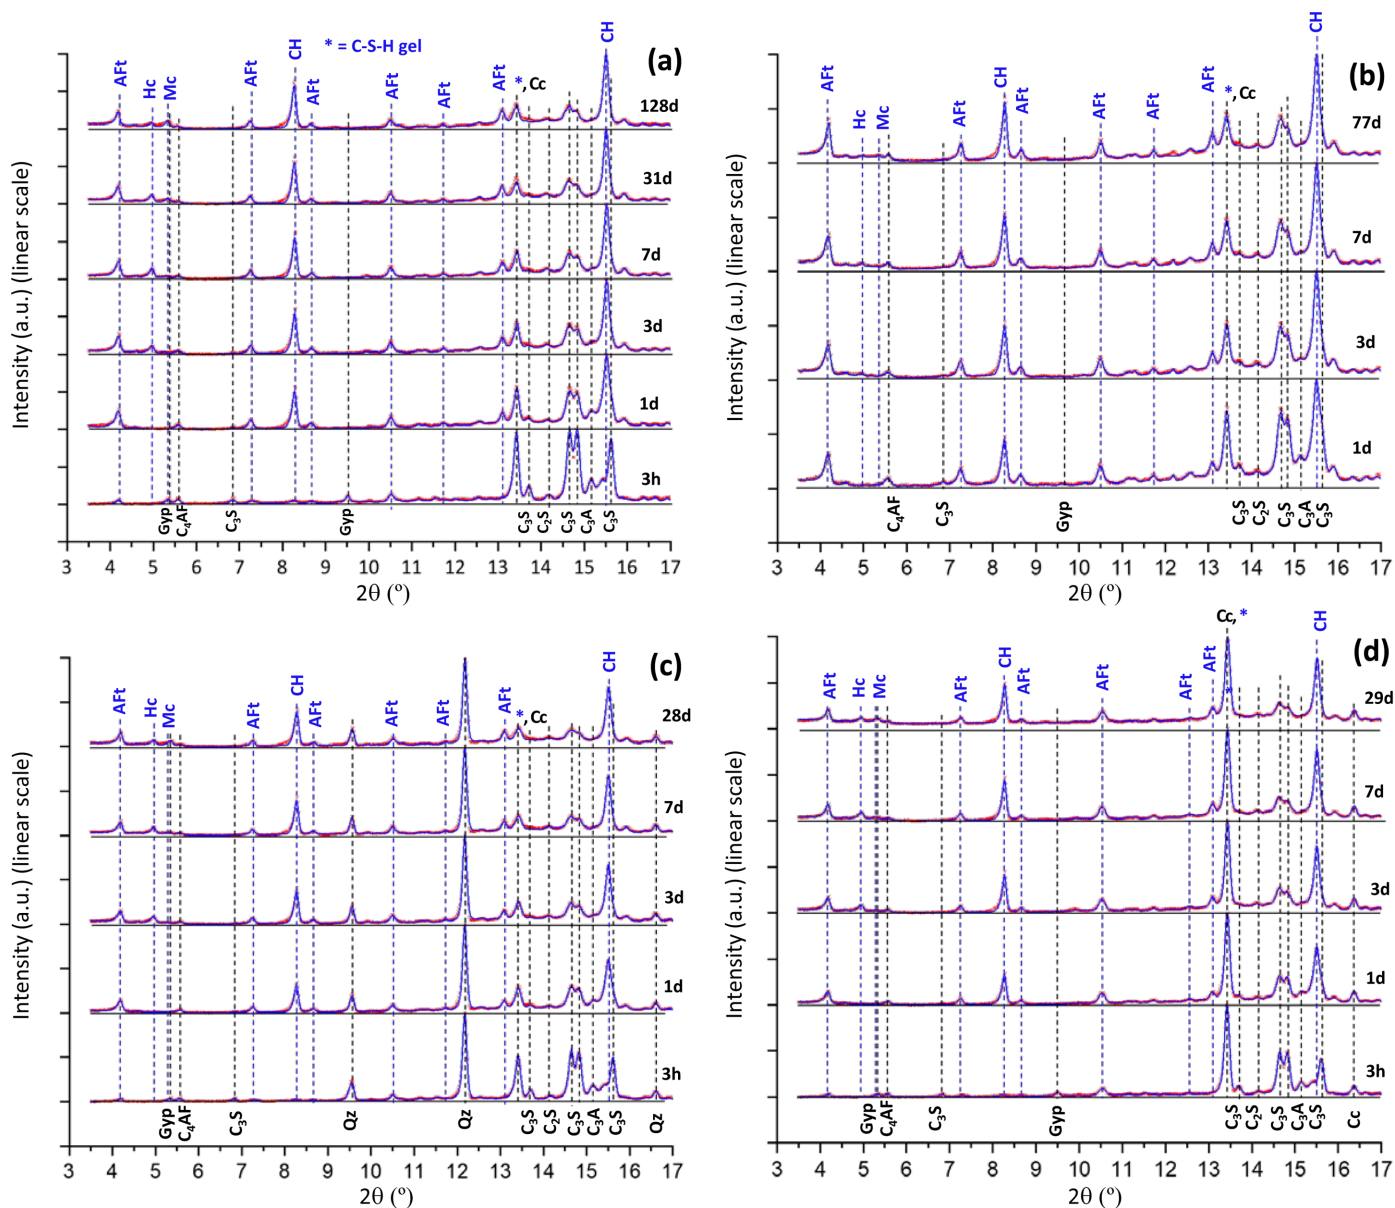 (a)
* = C-S-H gel
AFt
Hc
Mc
AFt
CH
AFt
AFt
AFt
AFt
*, Cc
CH
128d
31d
7d
3d
1d
3h
Gyp
C₄AF
C₃S
Gyp
C₃S
C₂S
C₃S
C₃A
C₃S
3 4 5 6 7 8 9 10 11 12 13 14 15 16 17
2θ (º)
Intensity (a.u.) (linear scale)
(b)
AFt
Hc
Mc
AFt
CH
AFt
AFt
AFt
AFt
*, Cc
CH
77d
7d
3d
1d
C₄AF
C₃S
Gyp
C₃S
C₂S
C₃S
C₃A
C₃S
3 4 5 6 7 8 9 10 11 12 13 14 15 16 17
2θ (º)
Intensity (a.u.) (linear scale)
(c)
AFt
Hc
Mc
AFt
CH
AFt
AFt
AFt
AFt
*, Cc
CH
28d
7d
3d
1d
3h
Gyp
C₄AF
C₃S
Qz
Qz
C₃S
C₂S
C₃S
C₃A
C₃S
Qz
3 4 5 6 7 8 9 10 11 12 13 14 15 16 17
2θ (º)
Intensity (a.u.) (linear scale)
(d)
AFt
Hc
Mc
AFt
CH
AFt
AFt
AFt
AFt
Cc, *
*
CH
29d
7d
3d
1d
3h
Gyp
C₄AF
C₃S
Gyp
C₃S
C₂S
C₃S
C₃A
C₃S
Cc
3 4 5 6 7 8 9 10 11 12 13 14 15 16 17
2θ (º)
Intensity (a.u.) (linear scale)